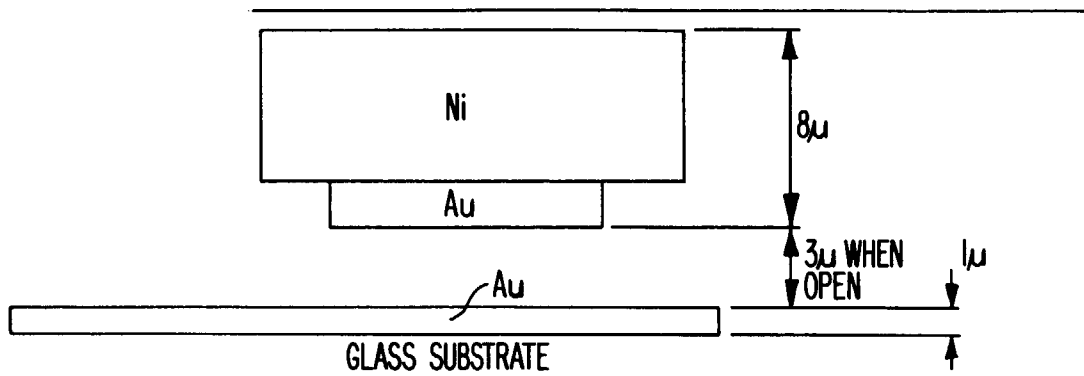 Ni
8μ
Au
3μ WHEN
OPEN
1μ
Au
GLASS SUBSTRATE